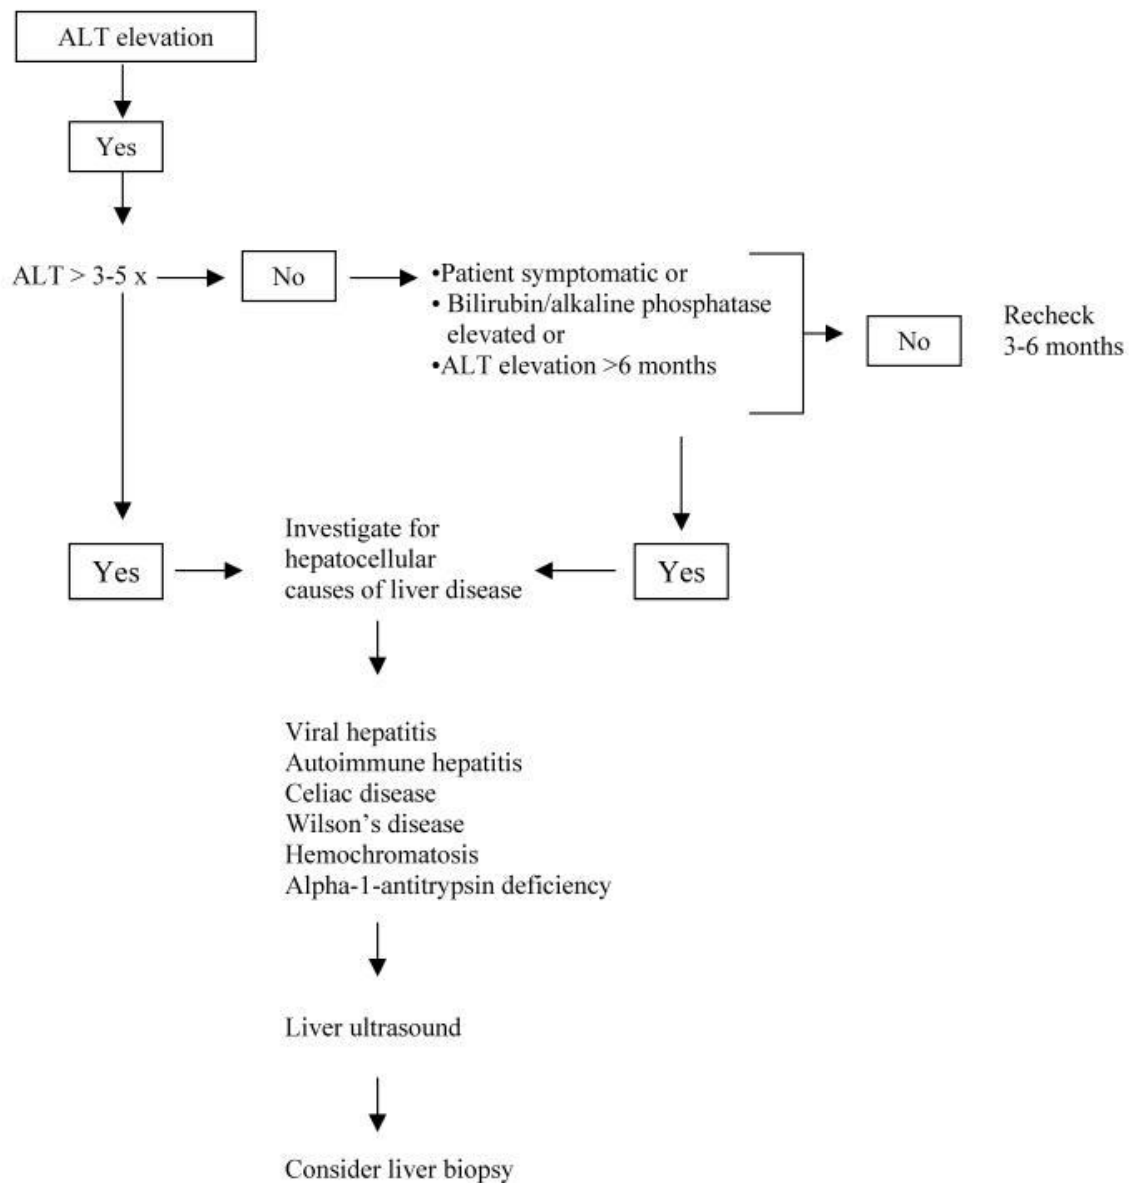 ALT elevation
Yes
ALT > 3-5 x
No
•Patient symptomatic or
• Bilirubin/alkaline phosphatase
elevated or
•ALT elevation >6 months
No
Recheck
3-6 months
Yes
Investigate for
hepatocellular
causes of liver disease
Yes
Viral hepatitis
Autoimmune hepatitis
Celiac disease
Wilson’s disease
Hemochromatosis
Alpha-1-antitrypsin deficiency
Liver ultrasound
Consider liver biopsy